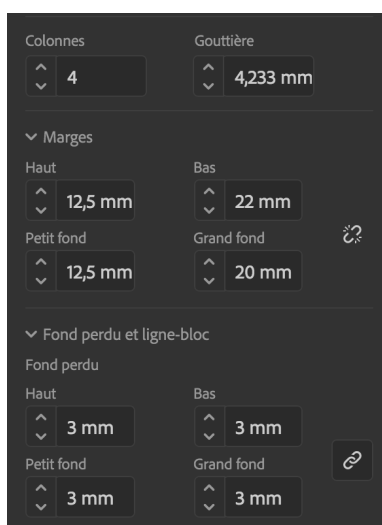 Colonnes Gouttière
4 4,233 mm
Marges
Haut Bas
12,5 mm 22 mm
Petit fond Grand fond
12,5 mm 20 mm
Fond perdu et ligne-bloc
Fond perdu
Haut Bas
3 mm 3 mm
Petit fond Grand fond
3 mm 3 mm